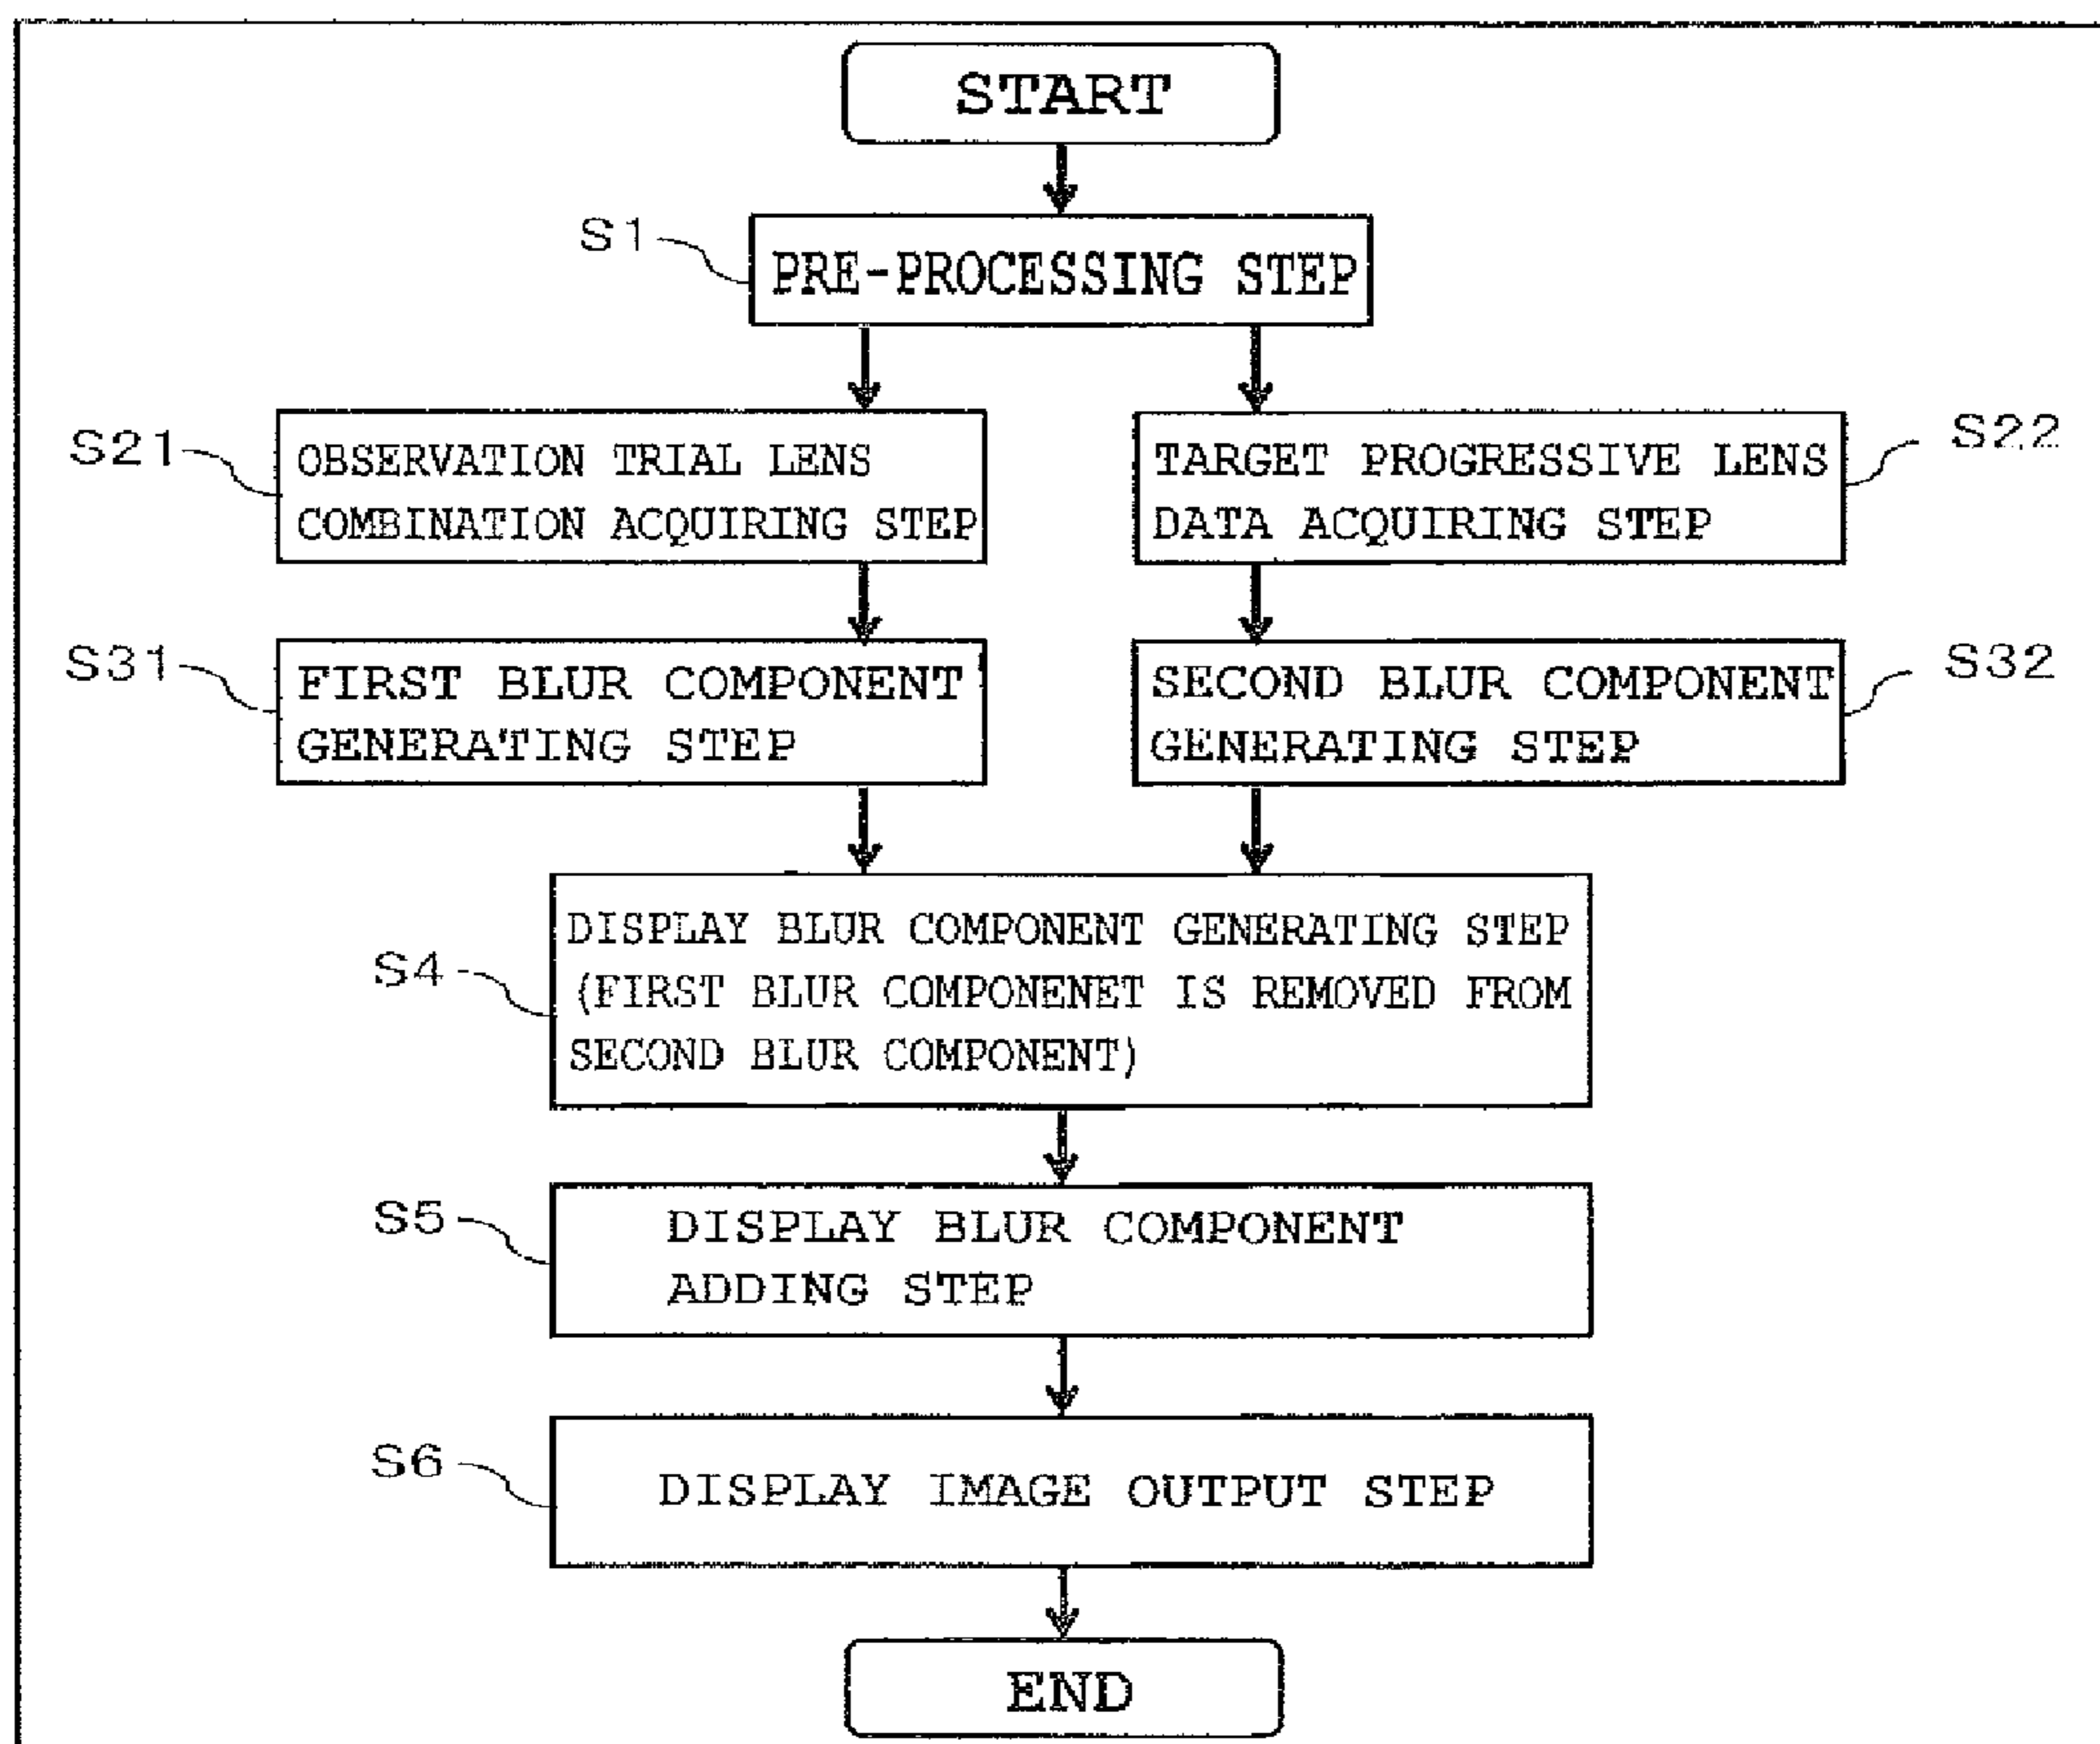 START
S1
PRE-PROCESSING STEP
S21
OBSERVATION TRIAL LENS
COMBINATION ACQUIRING STEP
S22
TARGET PROGRESSIVE LENS
DATA ACQUIRING STEP
S31
FIRST BLUR COMPONENT
GENERATING STEP
S32
SECOND BLUR COMPONENT
GENERATING STEP
S4
DISPLAY BLUR COMPONENT GENERATING STEP
(FIRST BLUR COMPONENET IS REMOVED FROM
SECOND BLUR COMPONENT)
S5
DISPLAY BLUR COMPONENT
ADDING STEP
S6
DISPLAY IMAGE OUTPUT STEP
END